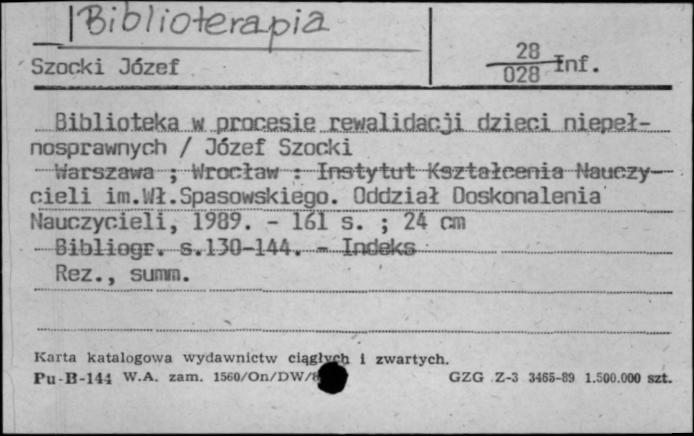 Biblioterapia
Szocki Józef
28
028 Inf.
Biblioteka w procesie rewalidacji dzieci niepeł-
nosprawnych / Józef Szocki
Warszawa ; Wrocław : Instytut Kształcenia Nauczy-
cieli im.Wł.Spasowskiego. Oddział Doskonalenia
Nauczycieli, 1989. - 161 s. ; 24 cm
Bibliogr. s.130-144. - Indeks
Rez., summ.
Karta katalogowa wydawnictw ciągłych i zwartych.
Pu-B-144 W.A. zam. 1560/On/DW/ GZG Z-3 3465-89 1.500.000 szt.